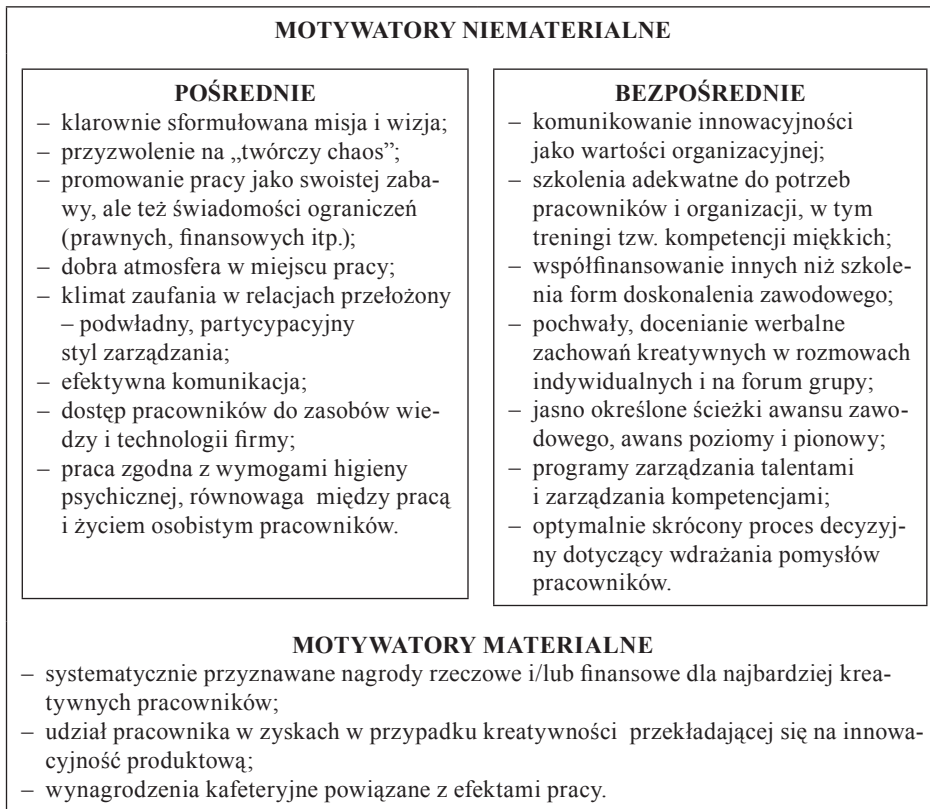 MOTYWATORY NIEMATERIALNE
POŚREDNIE
– klarownie sformułowana misja i wizja;
– przyzwolenie na „twórczy chaos”;
– promowanie pracy jako swoistej zaba-
wy, ale też świadomości ograniczeń
(prawnych, finansowych itp.);
– dobra atmosfera w miejscu pracy;
– klimat zaufania w relacjach przełożony
– podwładny, partycypacyjny
styl zarządzania;
– efektywna komunikacja;
– dostęp pracowników do zasobów wie-
dzy i technologii firmy;
– praca zgodna z wymogami higieny
psychicznej, równowaga między pracą
i życiem osobistym pracowników.
BEZPOŚREDNIE
– komunikowanie innowacyjności
jako wartości organizacyjnej;
– szkolenia adekwatne do potrzeb
pracowników i organizacji, w tym
treningi tzw. kompetencji miękkich;
– współfinansowanie innych niż szkole-
nia form doskonalenia zawodowego;
– pochwały, docenianie werbalne
zachowań kreatywnych w rozmowach
indywidualnych i na forum grupy;
– jasno określone ścieżki awansu zawo-
dowego, awans poziomy i pionowy;
– programy zarządzania talentami
i zarządzania kompetencjami;
– optymalnie skrócony proces decyzyj-
ny dotyczący wdrażania pomysłów
pracowników.
MOTYWATORY MATERIALNE
– systematycznie przyznawane nagrody rzeczowe i/lub finansowe dla najbardziej krea-
tywnych pracowników;
– udział pracownika w zyskach w przypadku kreatywności przekładającej się na innowa-
cyjność produktową;
– wynagrodzenia kafeteryjne powiązane z efektami pracy.